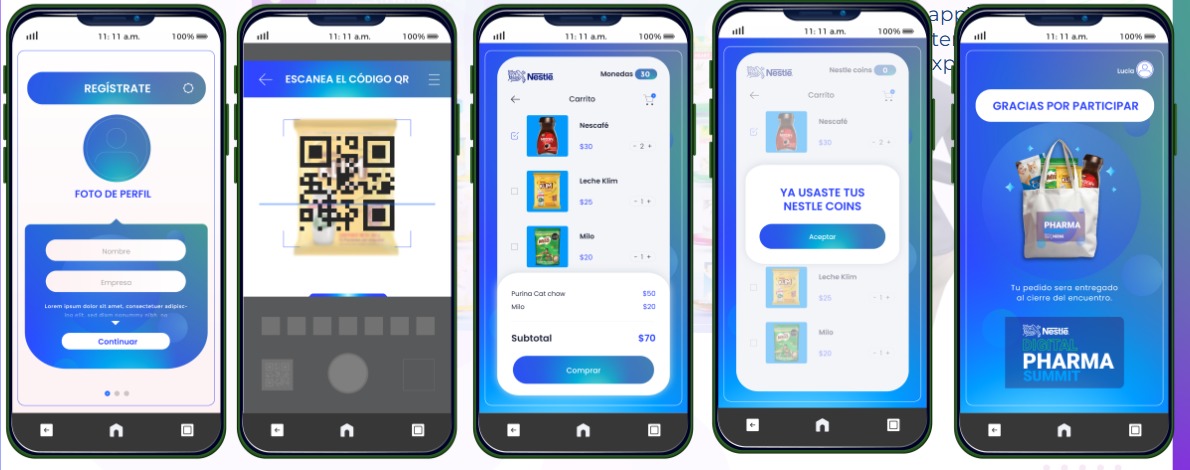 11:11 a.m.
100%
REGÍSTRATE
FOTO DE PERFIL
Nombre
Empresa
Lorem ipsum dolor sit amet, consectetuer adipisc-
Continuar
11:11 a.m.
100%
ESCANEA EL CÓDIGO QR
11:11 a.m.
100%
Nestlé
Monedas 30
Carrito
Nescafé
$30
- 2 +
Leche Klim
$25
- 1 +
Milo
$20
- 1 +
Purina Cat chow $50
Milo $20
Subtotal $70
Comprar
11:11 a.m.
100%
Nestlé
Nestle coins 0
Carrito
Nescafé
$30
- 2 +
YA USASTE TUS
NESTLE COINS
Aceptar
Leche Klim
$25
- 1 +
Milo
$20
- 1 +
app
te
xp
11:11 a.m.
100%
Lucía
GRACIAS POR PARTICIPAR
PHARMA
Tu pedido sera entregado
al cierre del encuentro.
Nestlé
DIGITAL
PHARMA
SUMMIT